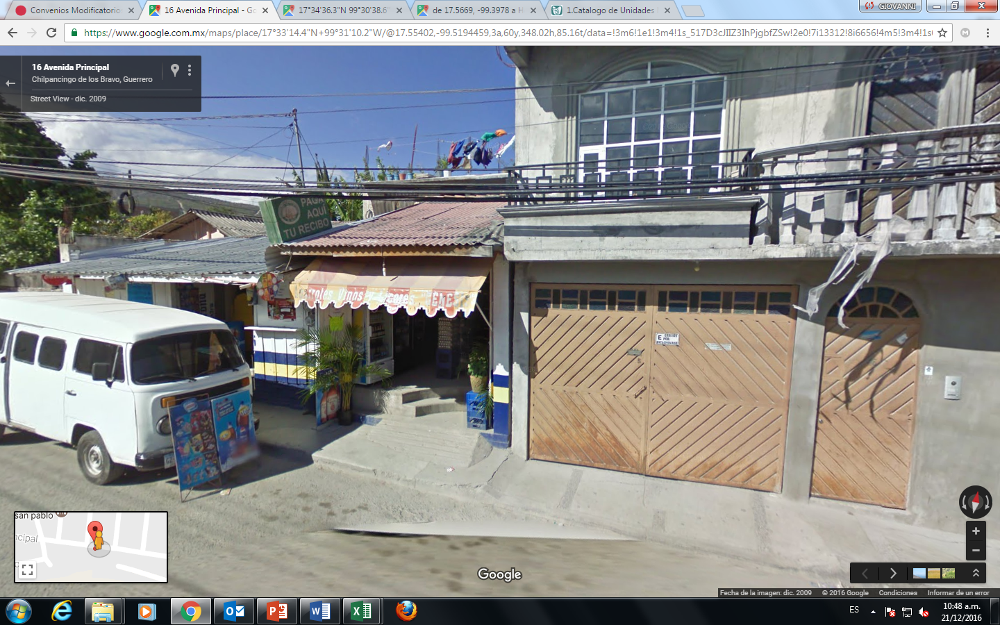 Convenios Modificatorio
16 Avenida Principal - Go
17°34'36.3"N 99°30'38.6"
de 17.5669, -99.3978 a H
1.Catalogo de Unidades
GIOVANNI
https://www.google.com.mx/maps/place/17°33'14.4"N+99°31'10.2"W/@17.55402,-99.5194459,3a,60y,348.02h,85.16t/data=!3m6!1e1!3m4!1s_517D3cJIIZ3IhPjgbfZSw!2e0!7i13312!8i6656!4m5!3m4!1s
16 Avenida Principal
Chilpancingo de los Bravo, Guerrero
Street View - dic. 2009
PAGA
AQUÍ
TU RECIBO
Vinos y
E
san pablo
ncipal
Google
Fecha de la imagen: dic. 2009 © 2016 Google Condiciones Informar de un error
ES
10:48 a.m.
21/12/2016